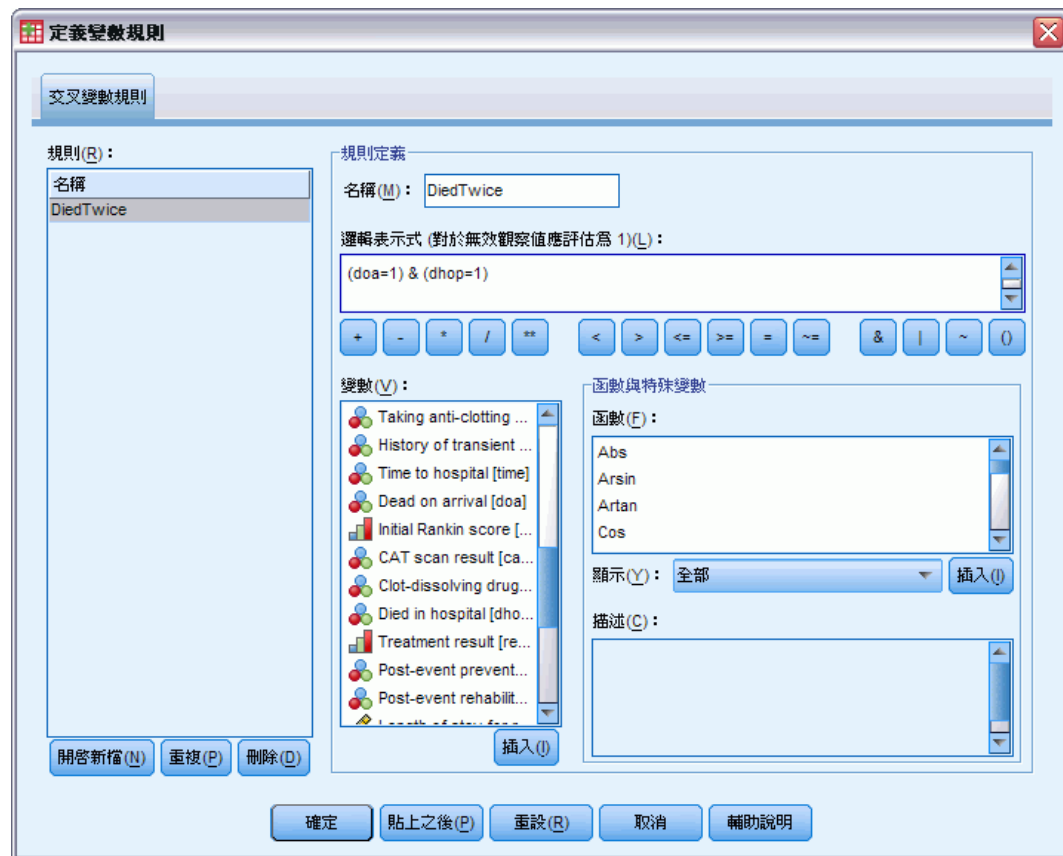 定義變數規則
交叉變數規則
規則(R):
名稱
DiedTwice
規則定義
名稱(M): DiedTwice
邏輯表示式 (對於無效觀察值應評估為 1)(L):
(doa=1) & (dhop=1)
+ - * / ** < > <= >= = ~= & | ~ ()
變數(V):
Taking anti-clotting ...
History of transient ...
Time to hospital [time]
Dead on arrival [doa]
Initial Rankin score [...
CAT scan result [ca...
Clot-dissolving drug...
Died in hospital [dho...
Treatment result [re...
Post-event prevent...
Post-event rehabilit...
插入(I)
函數與特殊變數
函數(F):
Abs
Arsin
Artan
Cos
顯示(Y): 全部 插入(I)
描述(C):
開啟新檔(N) 重複(P) 刪除(D)
確定 貼上之後(P) 重設(R) 取消 輔助說明